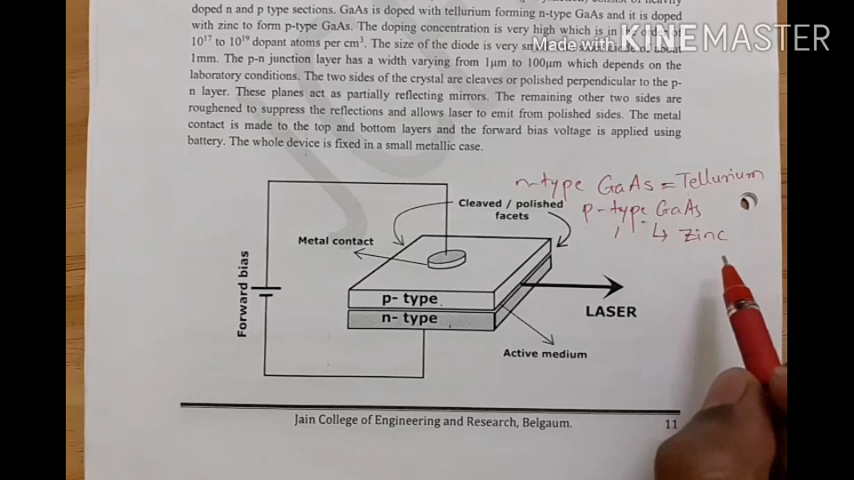 doped n and p type sections. GaAs is doped with tellurium forming n-type GaAs and it is doped
with zinc to form p-type GaAs. The doping concentration is very high which is in the order of
10¹⁷ to 10¹⁹ dopant atoms per cm³. The size of the diode is very sm
Made with KINEMASTER
1mm. The p-n junction layer has a width varying from 1μm to 100μm which depends on the
laboratory conditions. The two sides of the crystal are cleaves or polished perpendicular to the p-
n layer. These planes act as partially reflecting mirrors. The remaining other two sides are
roughened to suppress the reflections and allows laser to emit from polished sides. The metal
contact is made to the top and bottom layers and the forward bias voltage is applied using
battery. The whole device is fixed in a small metallic case.
n-type GaAs = Tellurium
p-type GaAs
↳ zinc
Cleaved / polished
facets
Metal contact
Forward bias
p- type
n- type
LASER
Active medium
Jain College of Engineering and Research, Belgaum.
11